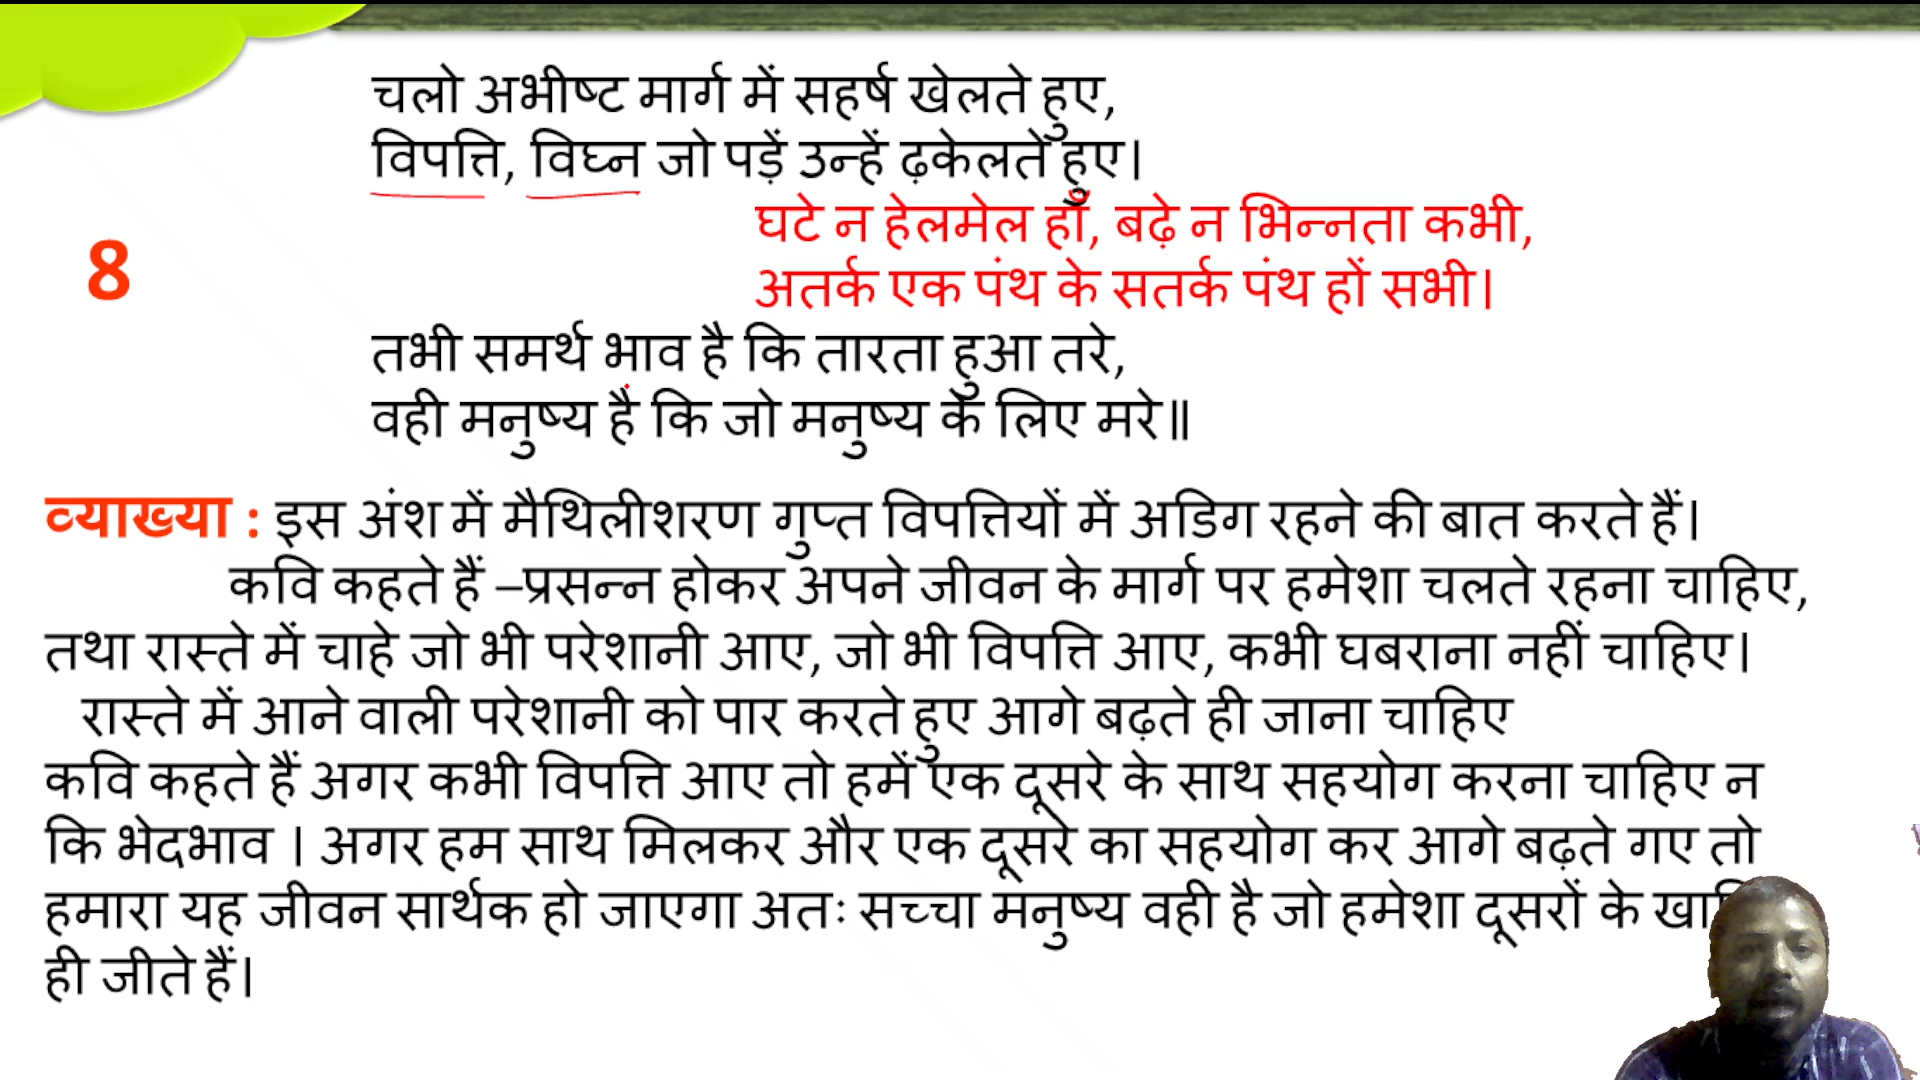 चलो अभीष्ट मार्ग में सहर्ष खेलते हुए,
विपत्ति, विघ्न जो पड़ें उन्हें ढ़केलते हुए।
घटे न हेलमेल हाँ, बढ़े न भिन्नता कभी,
8
अतर्क एक पंथ के सतर्क पंथ हों सभी।
तभी समर्थ भाव है कि तारता हुआ तरे,
वही मनुष्य है कि जो मनुष्य के लिए मरे॥
व्याख्या : इस अंश में मैथिलीशरण गुप्त विपत्तियों में अडिग रहने की बात करते हैं।
कवि कहते हैं –प्रसन्न होकर अपने जीवन के मार्ग पर हमेशा चलते रहना चाहिए,
तथा रास्ते में चाहे जो भी परेशानी आए, जो भी विपत्ति आए, कभी घबराना नहीं चाहिए।
रास्ते में आने वाली परेशानी को पार करते हुए आगे बढ़ते ही जाना चाहिए
कवि कहते हैं अगर कभी विपत्ति आए तो हमें एक दूसरे के साथ सहयोग करना चाहिए न
कि भेदभाव । अगर हम साथ मिलकर और एक दूसरे का सहयोग कर आगे बढ़ते गए तो
हमारा यह जीवन सार्थक हो जाएगा अतः सच्चा मनुष्य वही है जो हमेशा दूसरों के
ही जीते हैं।